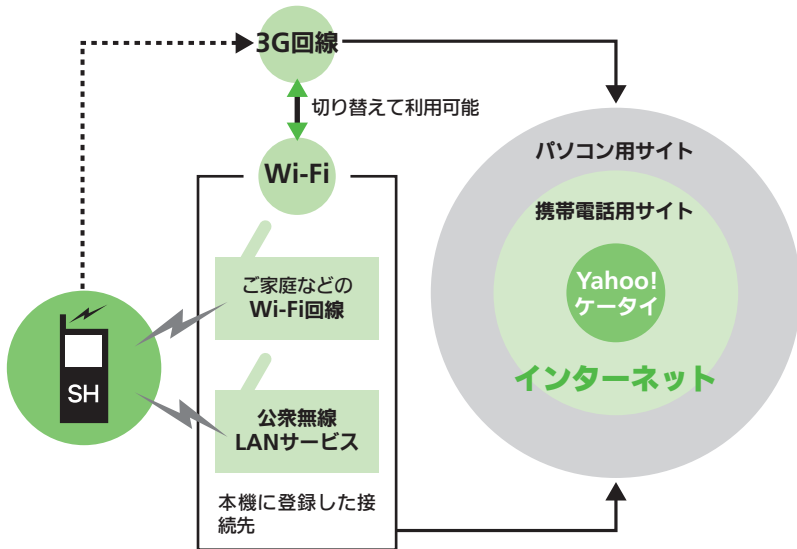 3G回線
切り替えて利用可能
Wi-Fi
ご家庭などの
Wi-Fi回線
公衆無線
LANサービス
本機に登録した接
続先
SH
パソコン用サイト
携帯電話用サイト
Yahoo!
ケータイ
インターネット